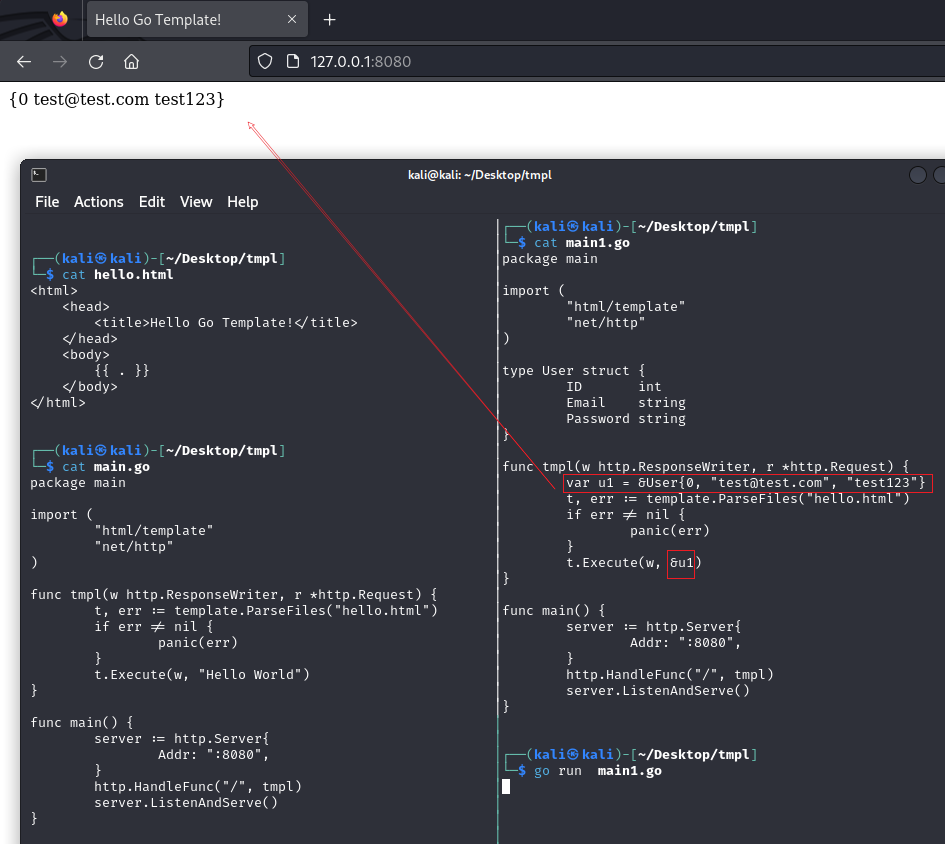 Hello Go Template!
127.0.0.1:8080
{0 test@test.com test123}
kali@kali: ~/Desktop/tmpl
File Actions Edit View Help
┌──(kali㉿kali)-[~/Desktop/tmpl]
└─$ cat hello.html
<html>
    <head>
        <title>Hello Go Template!</title>
    </head>
    <body>
        {{ . }}
    </body>
</html>
┌──(kali㉿kali)-[~/Desktop/tmpl]
└─$ cat main.go
package main
import (
        "html/template"
        "net/http"
)
func tmpl(w http.ResponseWriter, r *http.Request) {
        t, err := template.ParseFiles("hello.html")
        if err != nil {
                panic(err)
        }
        t.Execute(w, "Hello World")
}
func main() {
        server := http.Server{
                Addr: ":8080",
        }
        http.HandleFunc("/", tmpl)
        server.ListenAndServe()
}
┌──(kali㉿kali)-[~/Desktop/tmpl]
└─$ cat main1.go
package main
import (
        "html/template"
        "net/http"
)
type User struct {
        ID       int
        Email    string
        Password string
}
func tmpl(w http.ResponseWriter, r *http.Request) {
        var u1 = &User{0, "test@test.com", "test123"}
        t, err := template.ParseFiles("hello.html")
        if err != nil {
                panic(err)
        }
        t.Execute(w, &u1)
}
func main() {
        server := http.Server{
                Addr: ":8080",
        }
        http.HandleFunc("/", tmpl)
        server.ListenAndServe()
}
┌──(kali㉿kali)-[~/Desktop/tmpl]
└─$ go run  main1.go